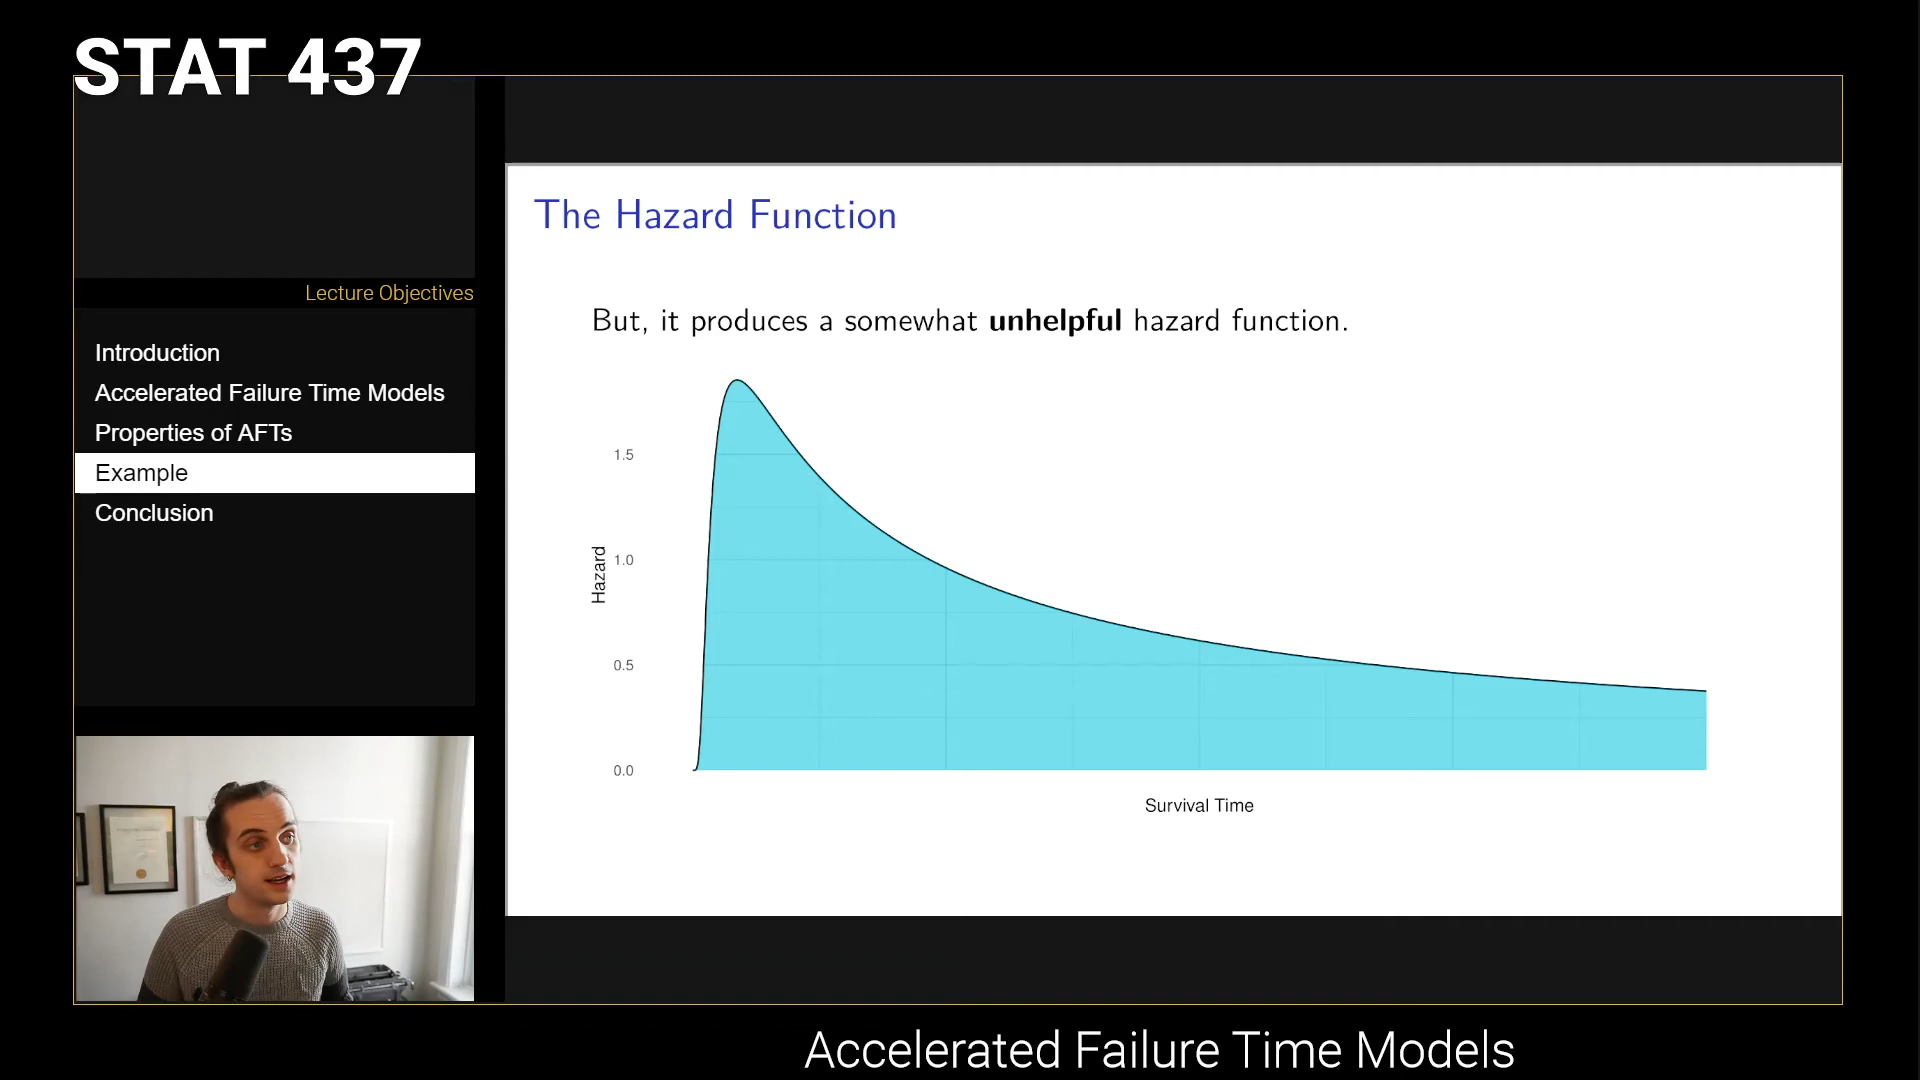 STAT 437
Lecture Objectives
Introduction
Accelerated Failure Time Models
Properties of AFTs
Example
Conclusion
The Hazard Function
But, it produces a somewhat unhelpful hazard function.
1.5
1.0
0.5
0.0
Hazard
Survival Time
Accelerated Failure Time Models